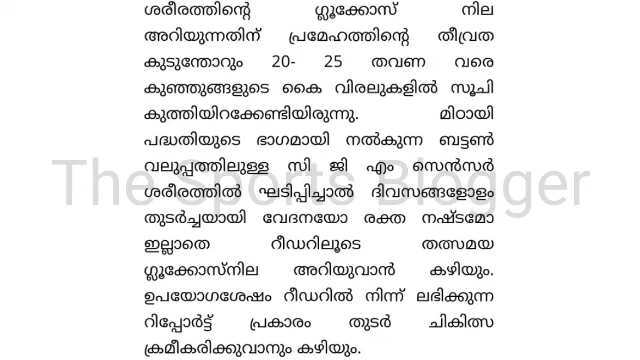 ശരീരത്തിന്റെ ഗ്ലൂക്കോസ് നില
അറിയുന്നതിന് പ്രമേഹത്തിന്റെ തീവ്രത
കുടുന്തോറും 20- 25 തവണ വരെ
കുഞ്ഞുങ്ങളുടെ കൈ വിരലുകളിൽ സൂചി
കുത്തിയിറക്കേണ്ടിയിരുന്നു. മിഠായി
പദ്ധതിയുടെ ഭാഗമായി നൽകുന്ന ബട്ടൺ
വലുപ്പത്തിലുള്ള സി ജി എം സെൻസർ
The Sports Blogger
ശരീരത്തിൽ ഘടിപ്പിച്ചാൽ ദിവസങ്ങളോളം
തുടർച്ചയായി വേദനയോ രക്ത നഷ്ടമോ
ഇല്ലാതെ റീഡറിലൂടെ തത്സമയ
ഗ്ലൂക്കോസ്നില അറിയുവാൻ കഴിയും.
ഉപയോഗശേഷം റീഡറിൽ നിന്ന് ലഭിക്കുന്ന
റിപ്പോർട്ട് പ്രകാരം തുടർ ചികിത്സ
ക്രമീകരിക്കുവാനും കഴിയും.